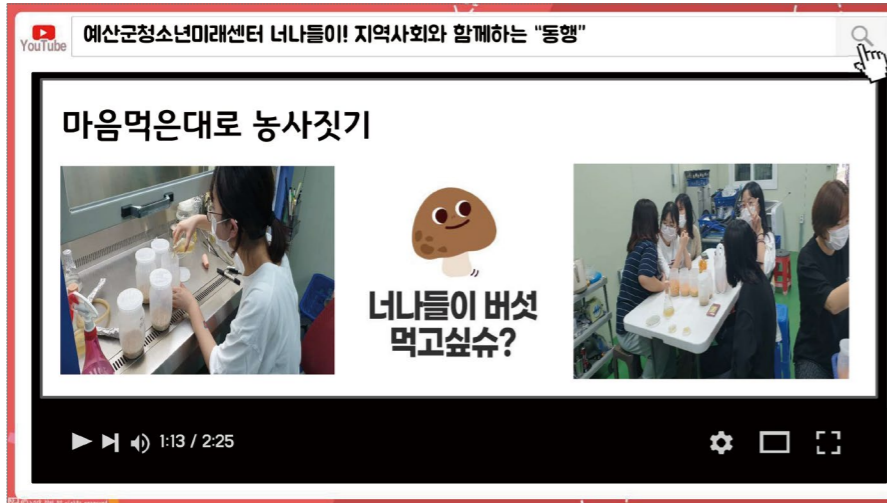 YouTube
예산군청소년미래센터 너나들이! 지역사회와 함께하는 “동행”
마음먹은대로 농사짓기
너나들이 버섯
먹고싶슈?
1:13 / 2:25